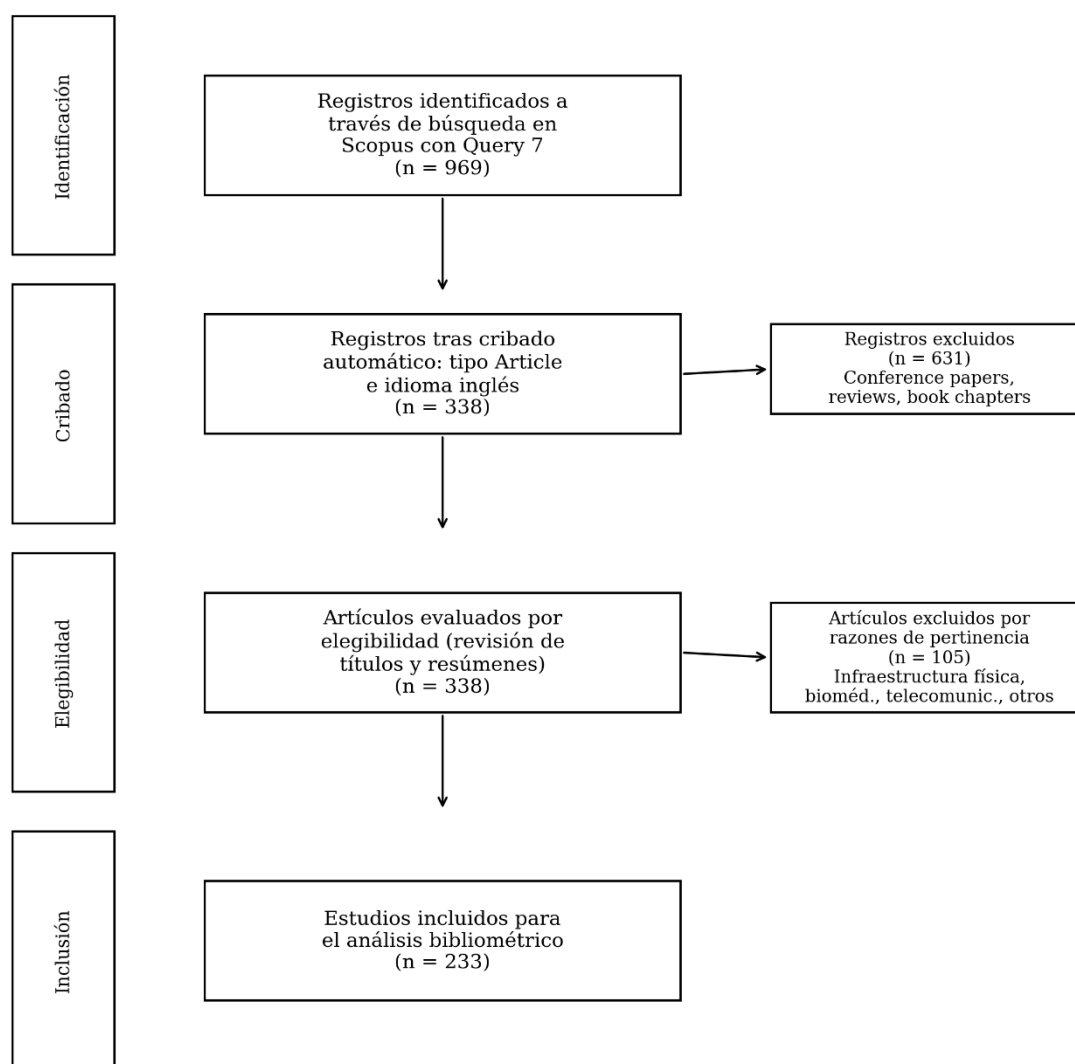 Identificación
Registros identificados a
través de búsqueda en
Scopus con Query 7
(n = 969)
Cribado
Registros tras cribado
automático: tipo Article
e idioma inglés
(n = 338)
Registros excluidos
(n = 631)
Conference papers,
reviews, book chapters
Elegibilidad
Artículos evaluados por
elegibilidad (revisión de
títulos y resúmenes)
(n = 338)
Artículos excluidos por
razones de pertinencia
(n = 105)
Infraestructura física,
bioméd., telecomunic., otros
Inclusión
Estudios incluidos para
el análisis bibliométrico
(n = 233)